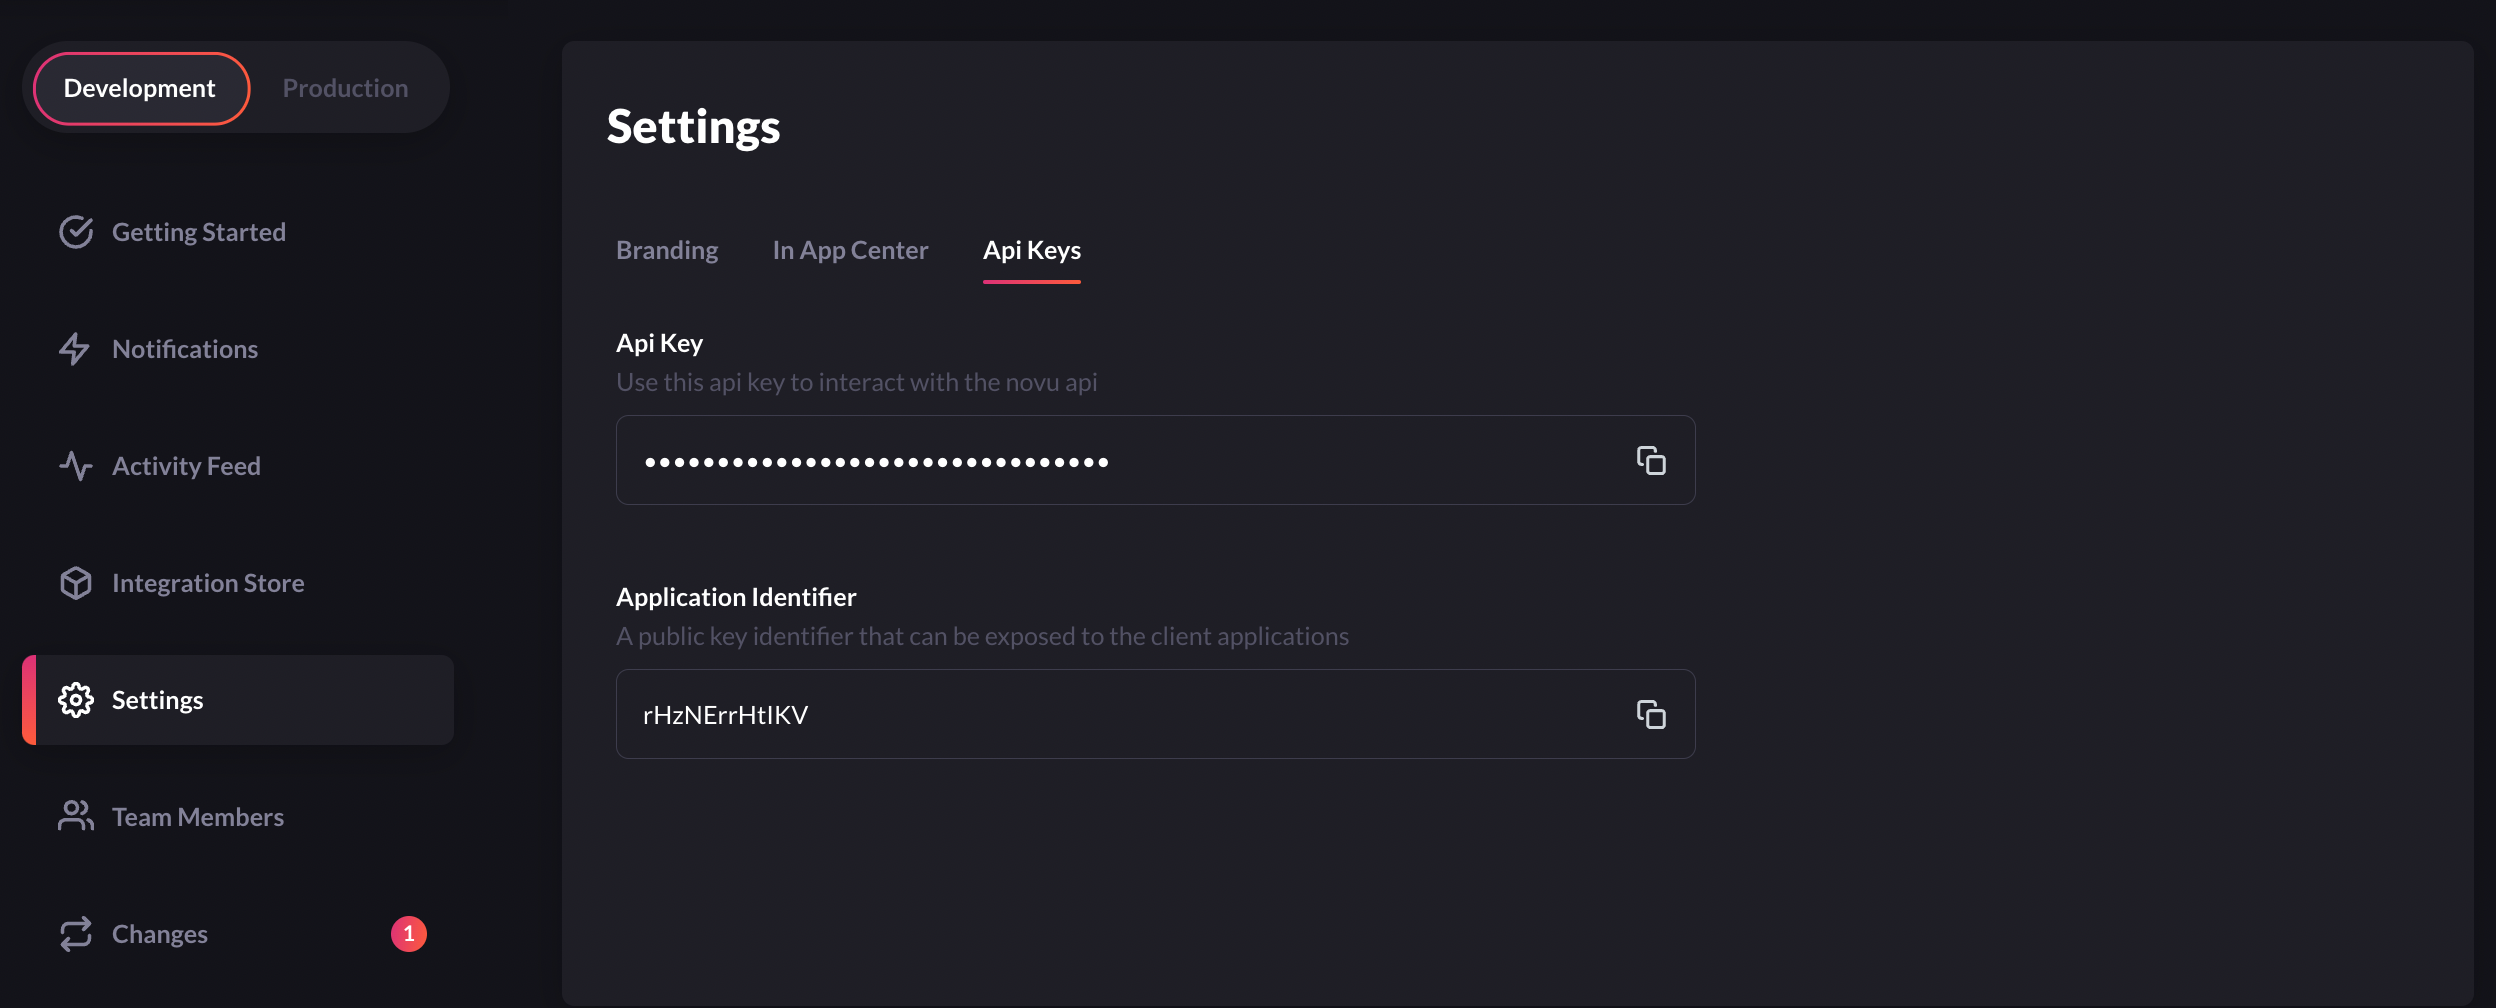 Development Production
Getting Started
Notifications
Activity Feed
Integration Store
Settings
Team Members
Changes 1
Settings
Branding In App Center Api Keys
Api Key
Use this api key to interact with the novu api
••••••••••••••••••••••••••••••••
Application Identifier
A public key identifier that can be exposed to the client applications
rHzNErrHtIKV